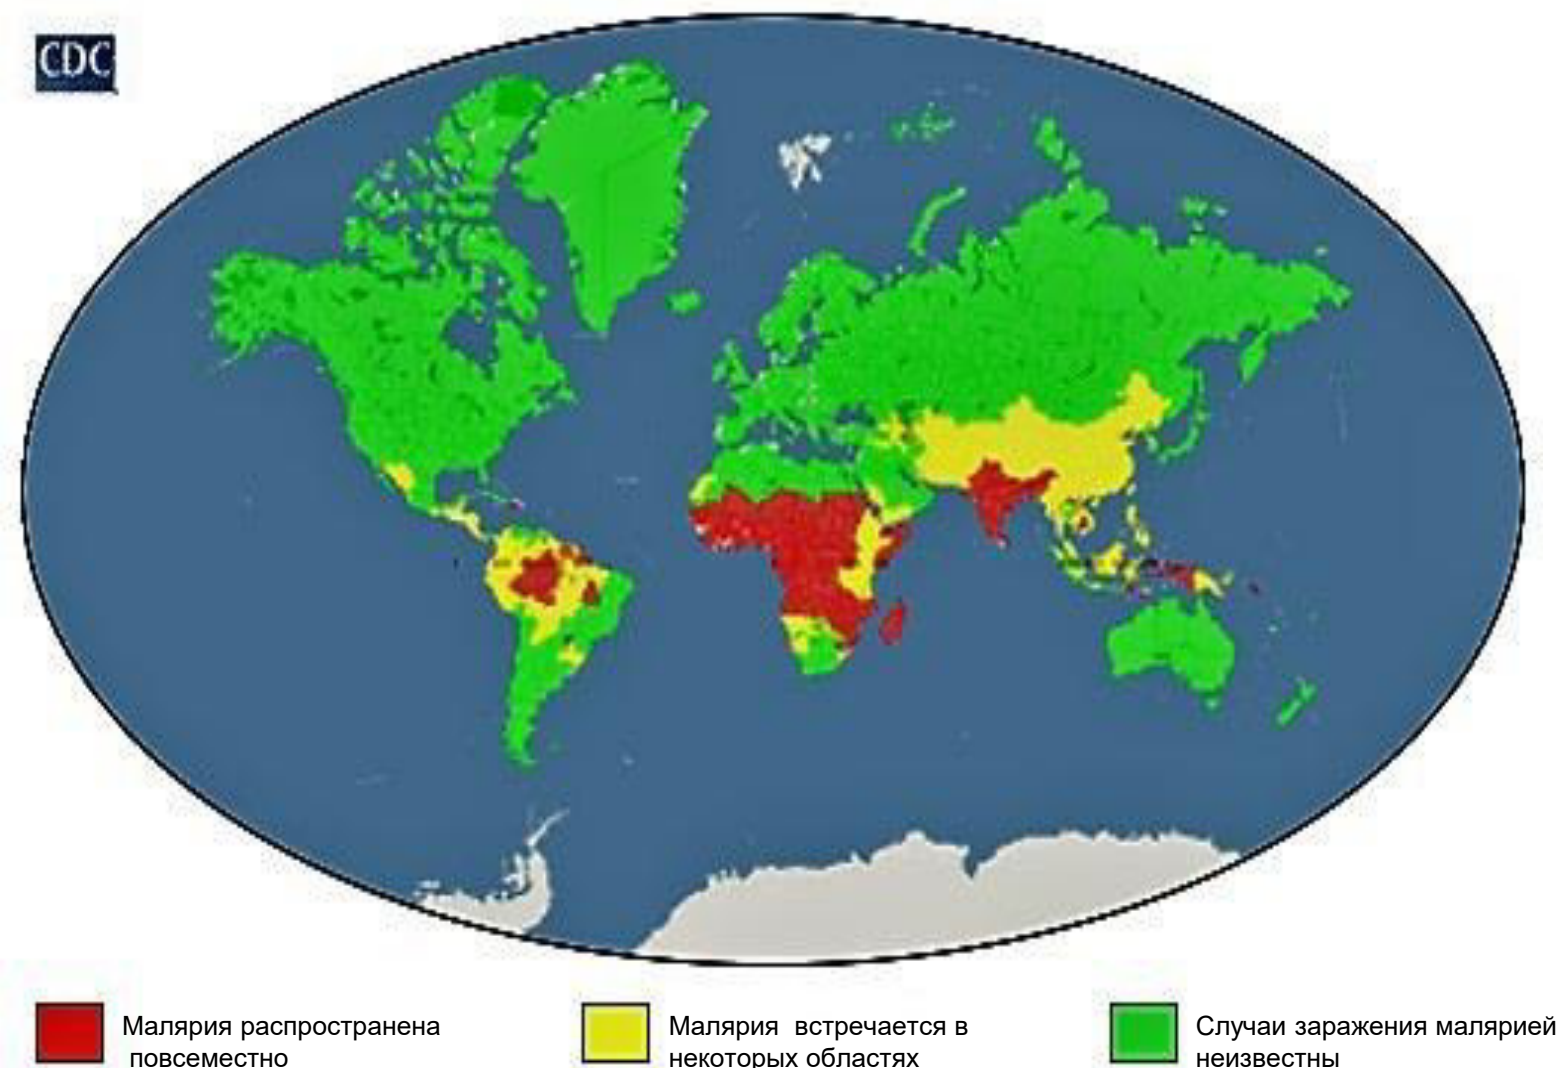 CDC
Малярия распространена
повсеместно
Малярия встречается в
некоторых областях
Случаи заражения малярией
неизвестны